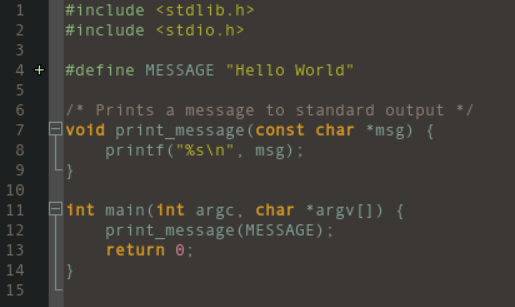 1 #include <stdlib.h>
2 #include <stdio.h>
3
4 + #define MESSAGE "Hello World"
5
6 /* Prints a message to standard output */
7 void print_message(const char *msg) {
8     printf("%s\n", msg);
9 }
10
11 int main(int argc, char *argv[]) {
12     print_message(MESSAGE);
13     return 0;
14 }
15